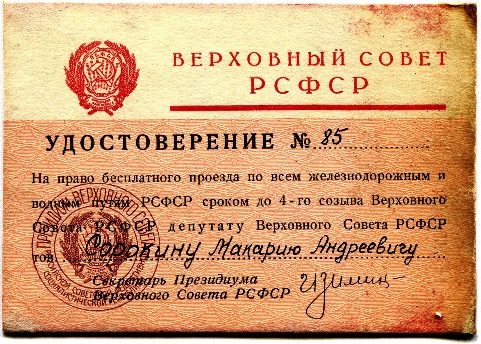 ВЕРХОВНЫЙ СОВЕТ
РСФСР
УДОСТОВЕРЕНИЕ № 85
На право бесплатного проезда по всем железнодорожным и
водным путям РСФСР сроком до 4-го созыва Верховного
Совета РСФСР депутату Верховного Совета РСФСР
тов Сорокину Макарию Андреевичу
Секретарь Президиума
Верховного Совета РСФСР